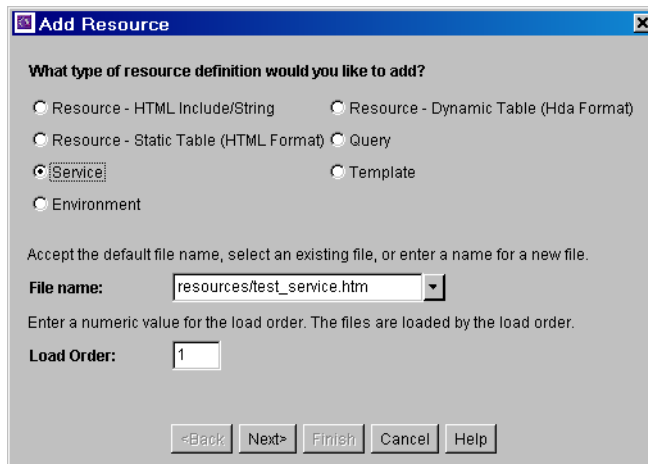 Add Resource
What type of resource definition would you like to add?
Resource - HTML Include/String Resource - Dynamic Table (Hda Format)
Resource - Static Table (HTML Format) Query
Service Template
Environment
Accept the default file name, select an existing file, or enter a name for a new file.
File name: resources/test_service.htm
Enter a numeric value for the load order. The files are loaded by the load order.
Load Order: 1
<Back Next> Finish Cancel Help